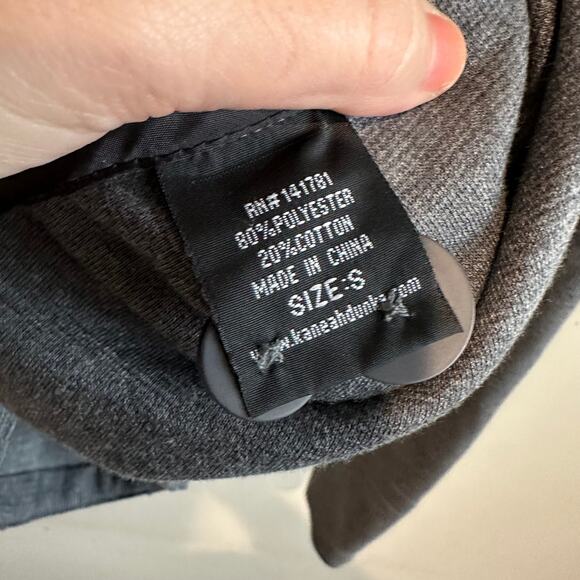 RN# 141781
80%POLYESTER
20%COTTON
MADE IN CHINA
SIZE:S